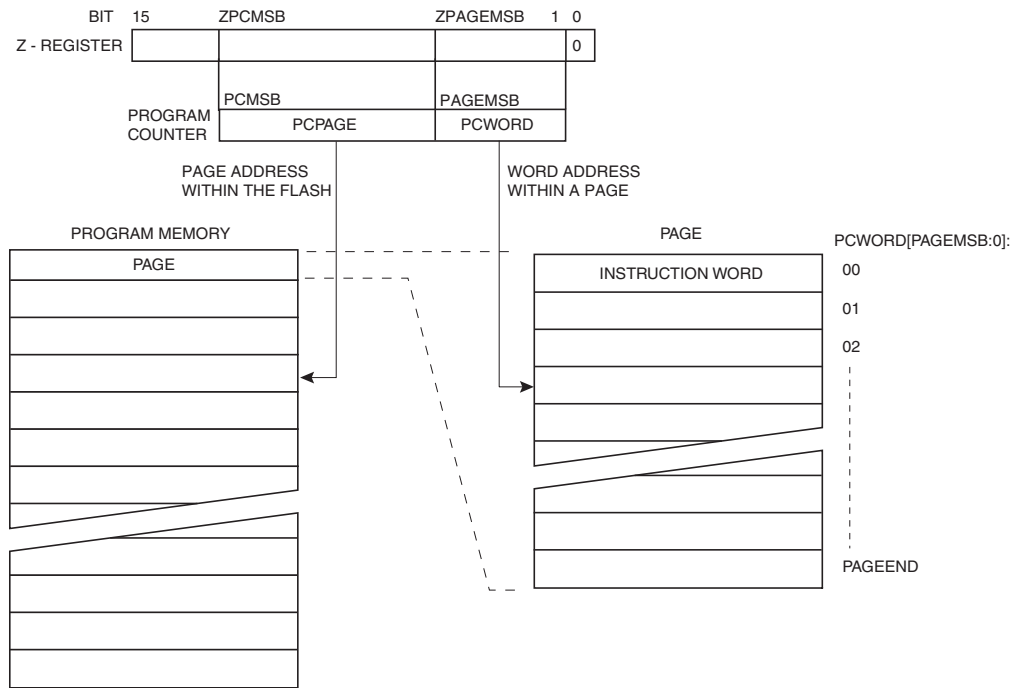 BIT 15 ZPCMSB ZPAGEMSB 1 0
Z - REGISTER 0
PCMSB PAGEMSB
PROGRAM
COUNTER
PCPAGE PCWORD
PAGE ADDRESS
WITHIN THE FLASH
WORD ADDRESS
WITHIN A PAGE
PROGRAM MEMORY
PAGE
PAGE
INSTRUCTION WORD
PCWORD[PAGEMSB:0]:
00
01
02
PAGEEND